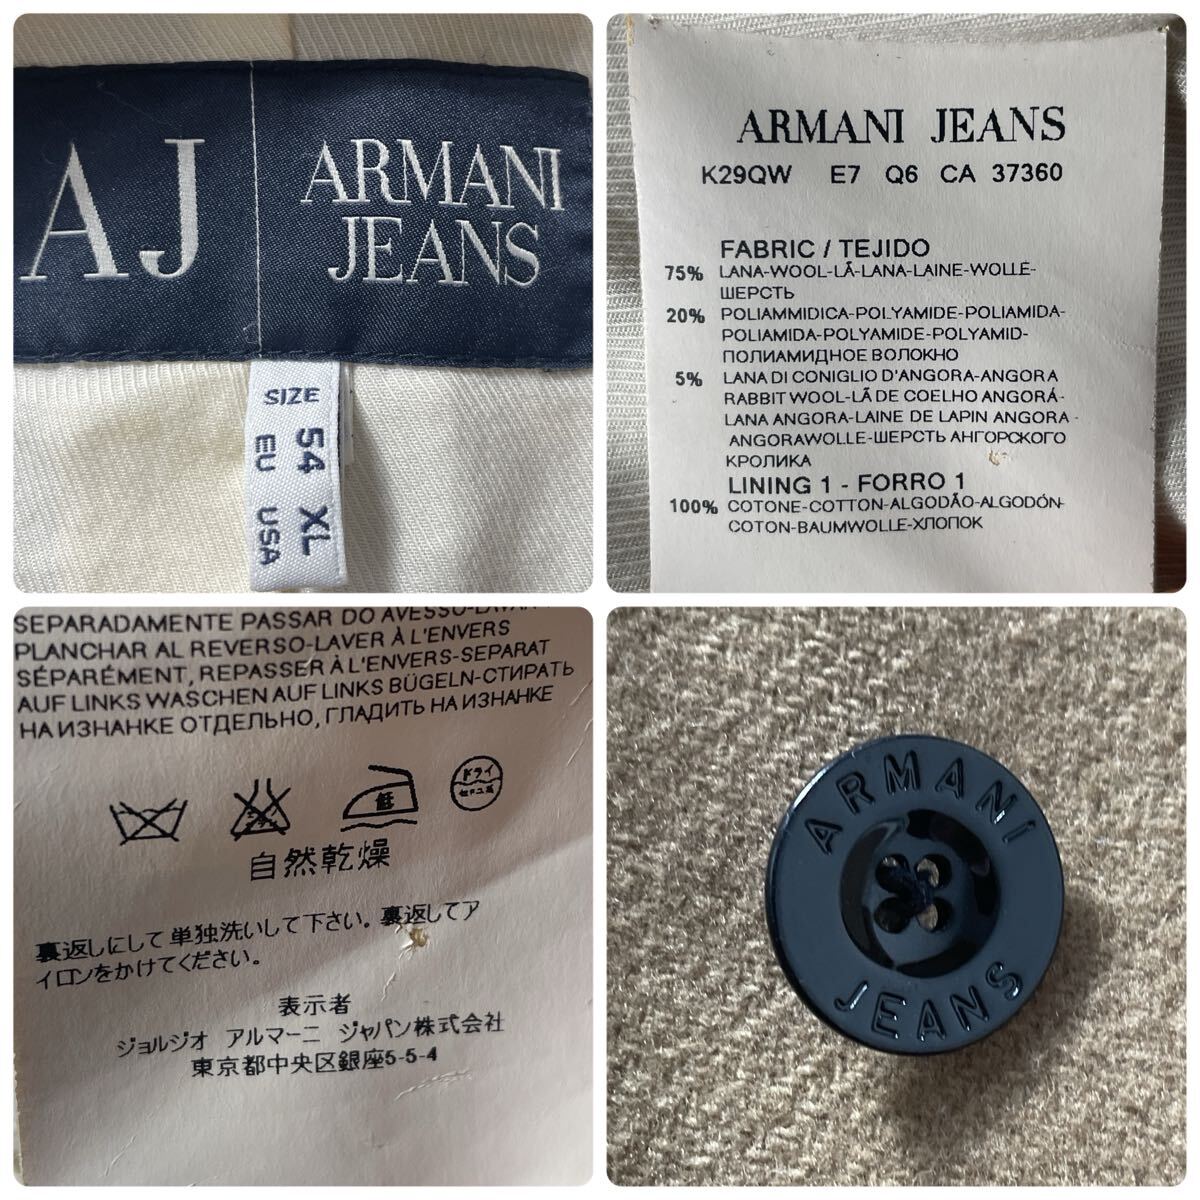 AJ
ARMANI
JEANS
SIZE
54 XL
EU USA
ARMANI JEANS
K29QW E7 Q6 CA 37360
FABRIC / TEJIDO
75% LANA-WOOL-LÃ-LANA-LAINE-WOLLE-
ШЕРСТЬ
20% POLIAMMIDICA-POLYAMIDE-POLIAMIDA-
POLIAMIDA-POLYAMIDE-POLYAMID-
ПОЛИАМИДНОЕ ВОЛОКНО
5% LANA DI CONIGLIO D'ANGORA-ANGORA
RABBIT WOOL-LÃ DE COELHO ANGORÁ-
LANA ANGORA-LAINE DE LAPIN ANGORA -
ANGORAWOLLE-ШЕРСТЬ АНГОРСКОГО
КРОЛИКА
LINING 1 - FORRO 1
100% COTONE-COTTON-ALGODÃO-ALGODÓN-
COTON-BAUMWOLLE-ХЛОПОК
SEPARADAMENTE PASSAR DO AVESSO-LAVAR
PLANCHAR AL REVERSO-LAVER À L'ENVERS
SÉPARÉMENT, REPASSER À L'ENVERS-SEPARAT
AUF LINKS WASCHEN AUF LINKS BÜGELN-СТИРАТЬ
НА ИЗНАНКЕ ОТДЕЛЬНО, ГЛАДИТЬ НА ИЗНАНКЕ
低 ドライ
自然乾燥
裏返しにして単独洗いして下さい。裏返してア
イロンをかけてください。
表示者
ジョルジオ アルマーニ ジャパン株式会社
東京都中央区銀座5-5-4
ARMANI
JEANS